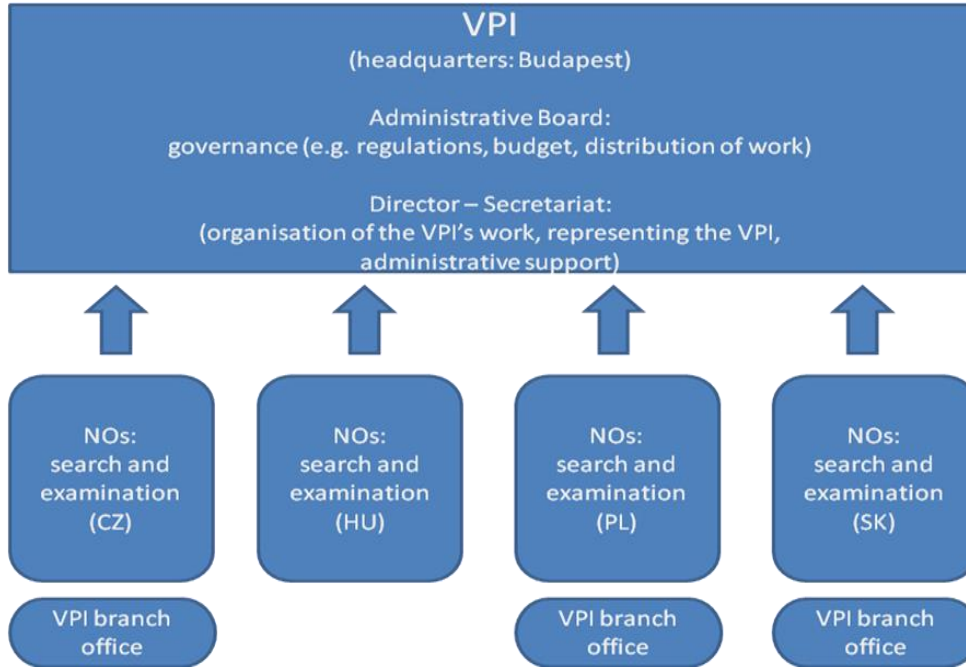 VPI
(headquarters: Budapest)
Administrative Board:
governance (e.g. regulations, budget, distribution of work)
Director – Secretariat:
(organisation of the VPI's work, representing the VPI,
administrative support)
NOs:
search and
examination
(CZ)
NOs:
search and
examination
(HU)
NOs:
search and
examination
(PL)
NOs:
search and
examination
(SK)
VPI branch
office
VPI branch
office
VPI branch
office